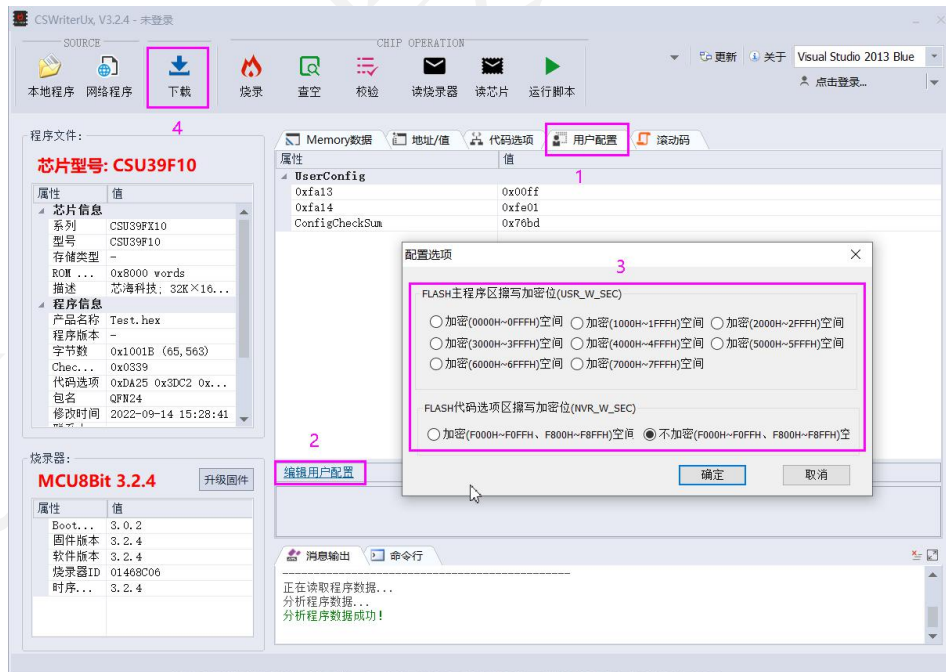 CSWriterUx, V3.2.4 - 未登录
SOURCE
CHIP OPERATION
本地程序 网络程序 下载 烧录 查空 校验 读烧录器 读芯片 运行脚本
更新 关于 Visual Studio 2013 Blue
点击登录...
4
程序文件:
芯片型号: CSU39F10
属性 值
芯片信息
系列 CSU39FX10
型号 CSU39F10
存储类型 -
ROM ... 0x8000 words
描述 芯海科技; 32K×16...
程序信息
产品名称 Test.hex
程序版本 -
字节数 0x1001B (65,563)
Chec... 0x0339
代码选项 0xDA25 0x3DC2 0x...
包名 QFN24
修改时间 2022-09-14 15:28:41
烧录器:
MCU8Bit 3.2.4 升级固件
属性 值
Boot... 3.0.2
固件版本 3.2.4
软件版本 3.2.4
烧录器ID 01468C06
时序... 3.2.4
Memory数据 地址/值 代码选项 用户配置 滚动码
1
属性 值
UserConfig
0xfa13 0x00ff
0xfa14 0xfe01
ConfigCheckSum 0x76bd
配置选项
3
FLASH主程序区擦写加密位(USR_W_SEC)
加密(0000H~0FFFH)空间 加密(1000H~1FFFH)空间 加密(2000H~2FFFH)空间
加密(3000H~3FFFH)空间 加密(4000H~4FFFH)空间 加密(5000H~5FFFH)空间
加密(6000H~6FFFH)空间 加密(7000H~7FFFH)空间
FLASH代码选项区擦写加密位(NVR_W_SEC)
加密(F000H~F0FFH、F800H~F8FFH)空间 不加密(F000H~F0FFH、F800H~F8FFH)空
确定 取消
2
编辑用户配置
消息输出 命令行
正在读取程序数据...
分析程序数据...
分析程序数据成功!